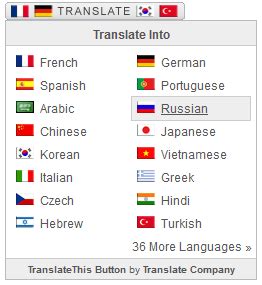 TRANSLATE
Translate Into
French German
Spanish Portuguese
Arabic Russian
Chinese Japanese
Korean Vietnamese
Italian Greek
Czech Hindi
Hebrew Turkish
36 More Languages »
TranslateThis Button by Translate Company